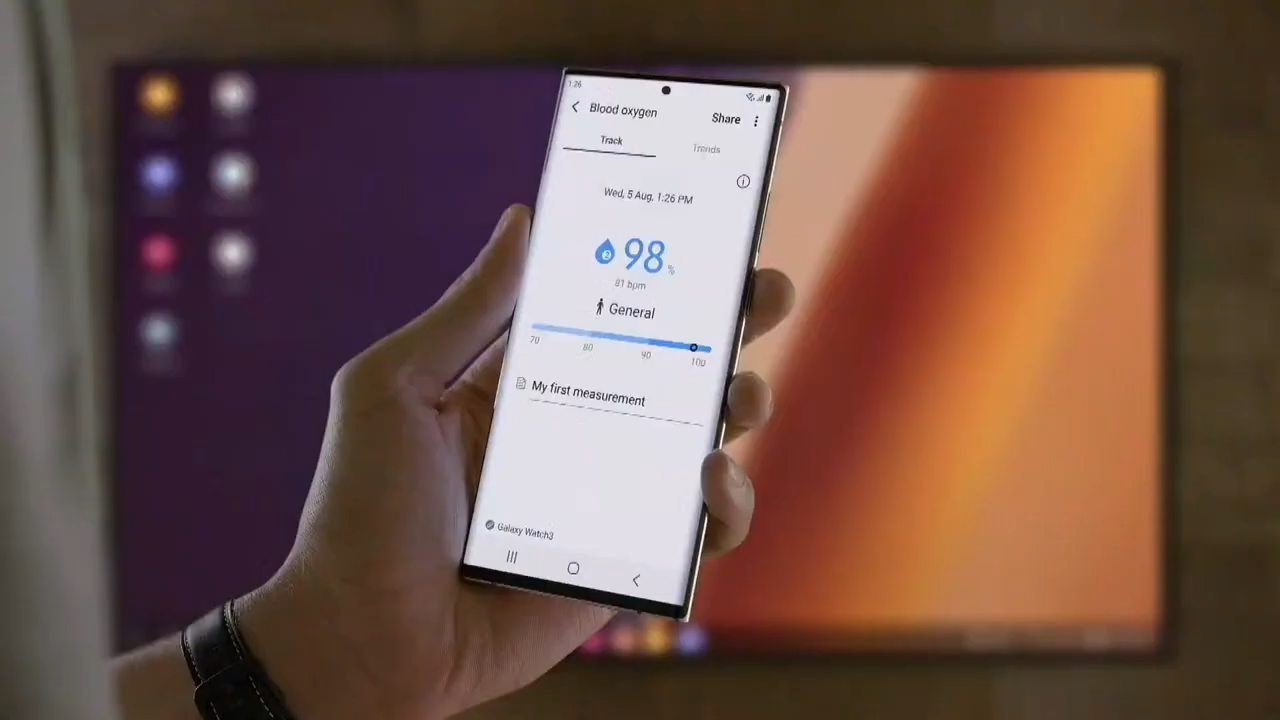 1:26
Blood oxygen
Share
Track
Trends
Wed, 5 Aug, 1:26 PM
98 %
81 bpm
General
70 80 90 100
My first measurement
Galaxy Watch3